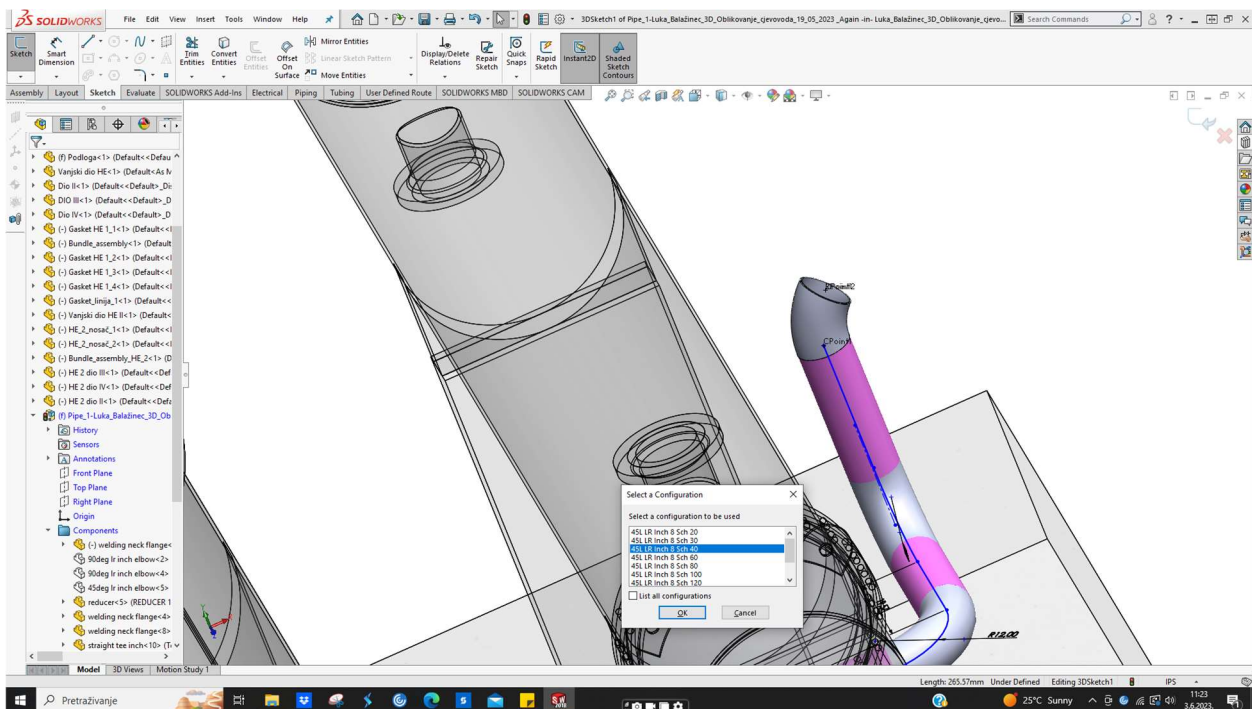 SOLIDWORKS
File Edit View Insert Tools Window Help
3DSketch1 of Pipe_1-Luka_Balažinec_3D_Oblikovanje_cjevovoda_19_05_2023 _Again -in- Luka_Balažinec_3D_Oblikovanje_cjevo...
Search Commands
Sketch
Smart Dimension
Trim Entities
Convert Entities
Offset Entities
Offset On Surface
Mirror Entities
Linear Sketch Pattern
Move Entities
Display/Delete Relations
Repair Sketch
Quick Snaps
Rapid Sketch
Instant2D
Shaded Sketch Contours
Assembly Layout Sketch Evaluate SOLIDWORKS Add-Ins Electrical Piping Tubing User Defined Route SOLIDWORKS MBD SOLIDWORKS CAM
(f) Podloga<1> (Default<<Defau
Vanjski dio HE<1> (Default<As M
Dio II<1> (Default<<Default>_Di
DIO III<1> (Default<<Default>_D
Dio IV<1> (Default<<Default>_D
(-) Gasket HE 1_1<1> (Default<<
(-) Bundle_assembly<1> (Default
(-) Gasket HE 1_2<1> (Default<<
(-) Gasket HE 1_3<1> (Default<<
(-) Gasket HE 1_4<1> (Default<<
(-) Gasket_linija_1<1> (Default<<
(-) Vanjski dio HE II<1> (Default<
(-) HE_2_nosač_1<1> (Default<<
(-) HE_2_nosač_2<1> (Default<<
(-) Bundle_assembly_HE_2<1> (D
(-) HE 2 dio III<1> (Default<<Def
(-) HE 2 dio IV<1> (Default<<Def
(-) HE 2 dio II<1> (Default<<Defa
(f) Pipe_1-Luka_Balažinec_3D_Ob
History
Sensors
Annotations
Front Plane
Top Plane
Right Plane
Origin
Components
(-) welding neck flange<
90deg lr inch elbow<2>
90deg lr inch elbow<4>
45deg lr inch elbow<5>
reducer<5> (REDUCER 1
welding neck flange<4>
welding neck flange<8>
straight tee inch<10> (T
CPoint1
Select a Configuration
Select a configuration to be used
45L LR Inch 8 Sch 20
45L LR Inch 8 Sch 30
45L LR Inch 8 Sch 40
45L LR Inch 8 Sch 60
45L LR Inch 8 Sch 80
45L LR Inch 8 Sch 100
45L LR Inch 8 Sch 120
List all configurations
OK Cancel
R12.00
Model 3D Views Motion Study 1
Length: 265.57mm Under Defined Editing 3DSketch1 IPS
Pretraživanje
25°C Sunny
11:23
3.6.2023.